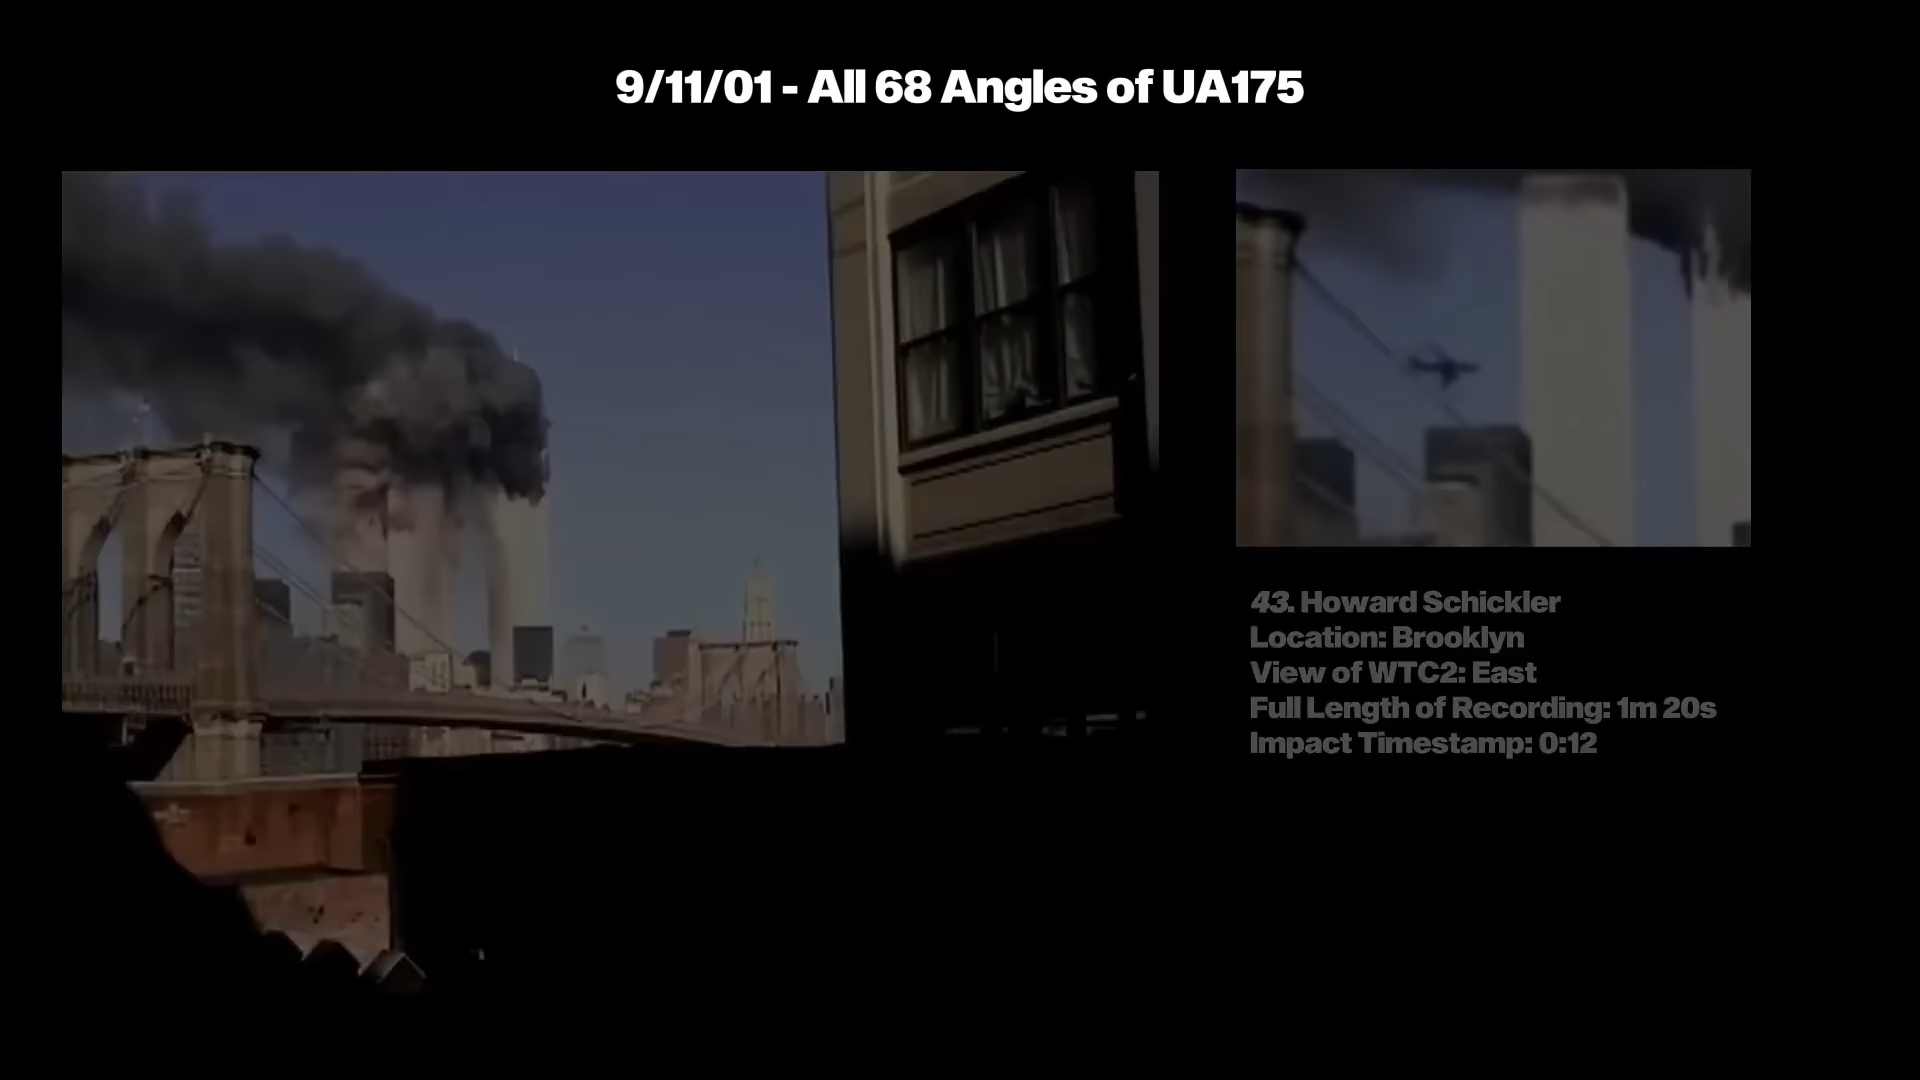 9/11/01 - All 68 Angles of UA175
43. Howard Schickler
Location: Brooklyn
View of WTC2: East
Full Length of Recording: 1m 20s
Impact Timestamp: 0:12